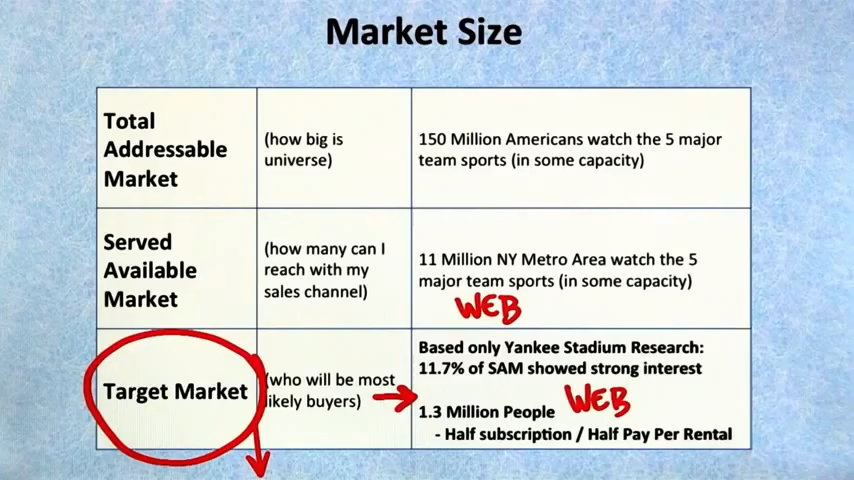 Market Size
Total
Addressable
Market
(how big is
universe)
150 Million Americans watch the 5 major
team sports (in some capacity)
Served
Available
Market
(how many can I
reach with my
sales channel)
11 Million NY Metro Area watch the 5
major team sports (in some capacity)
WEB
Target Market
(who will be most
likely buyers)
Based only Yankee Stadium Research:
11.7% of SAM showed strong interest
1.3 Million People
WEB
- Half subscription / Half Pay Per Rental